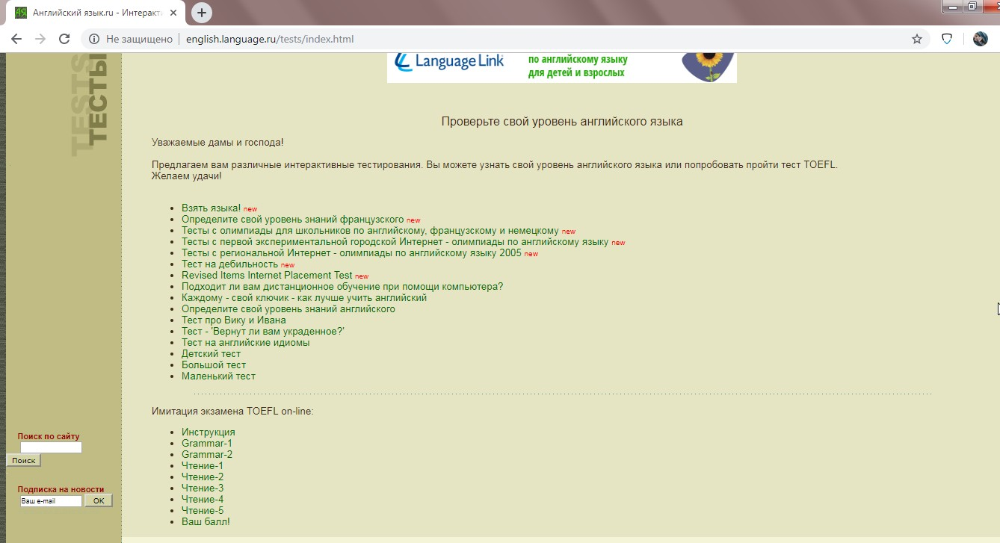 Английский язык.ru - Интеракти
Не защищено
english.language.ru/tests/index.html
TESTS
ТЕСТЫ
Language Link
по английскому языку
для детей и взрослых
Проверьте свой уровень английского языка
Уважаемые дамы и господа!
Предлагаем вам различные интерактивные тестирования. Вы можете узнать свой уровень английского языка или попробовать пройти тест TOEFL.
Желаем удачи!
Взять языка! new
Определите свой уровень знаний французского new
Тесты с олимпиады для школьников по английскому, французскому и немецкому new
Тесты с первой экспериментальной городской Интернет - олимпиады по английскому языку new
Тесты с региональной Интернет - олимпиады по английскому языку 2005 new
Тест на дебильность new
Revised Items Internet Placement Test new
Подходит ли вам дистанционное обучение при помощи компьютера?
Каждому - свой ключик - как лучше учить английский
Определите свой уровень знаний английского
Тест про Вику и Ивана
Тест - 'Вернут ли вам украденное?'
Тест на английские идиомы
Детский тест
Большой тест
Маленький тест
Имитация экзамена TOEFL on-line:
Инструкция
Grammar-1
Grammar-2
Чтение-1
Чтение-2
Чтение-3
Чтение-4
Чтение-5
Ваш балл!
Поиск по сайту
Поиск
Подписка на новости
Ваш e-mail
OK